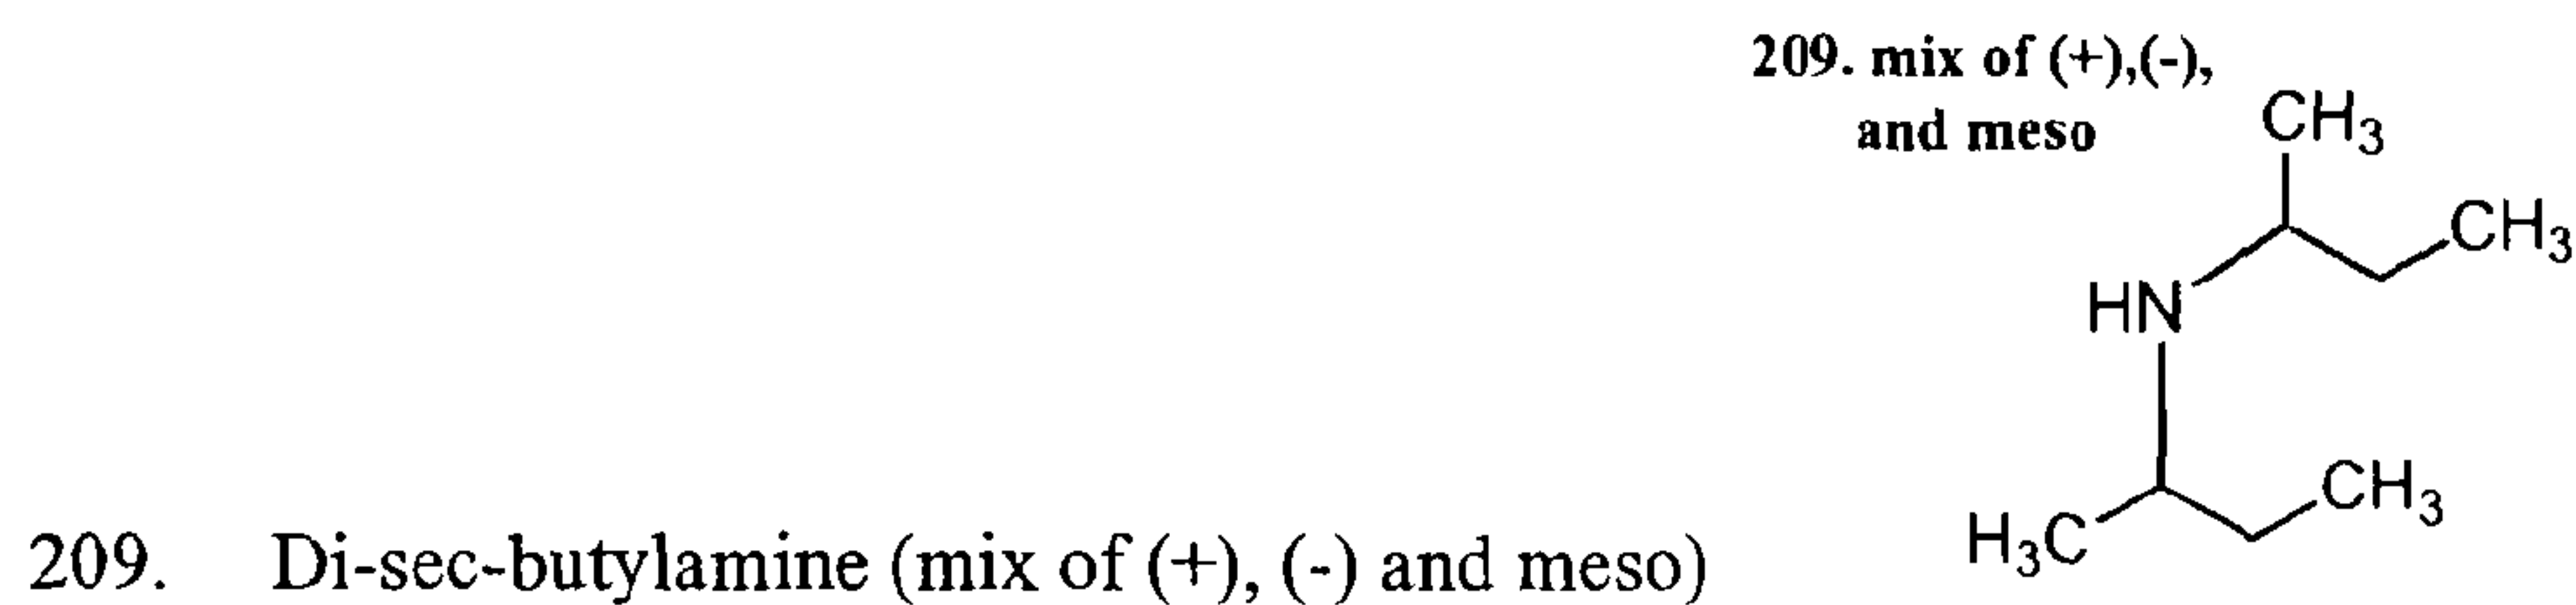 209. mix of (+),(-),
and meso
CH₃
CH₃
HN
CH₃
H₃C
209. Di-sec-butylamine (mix of (+), (-) and meso)